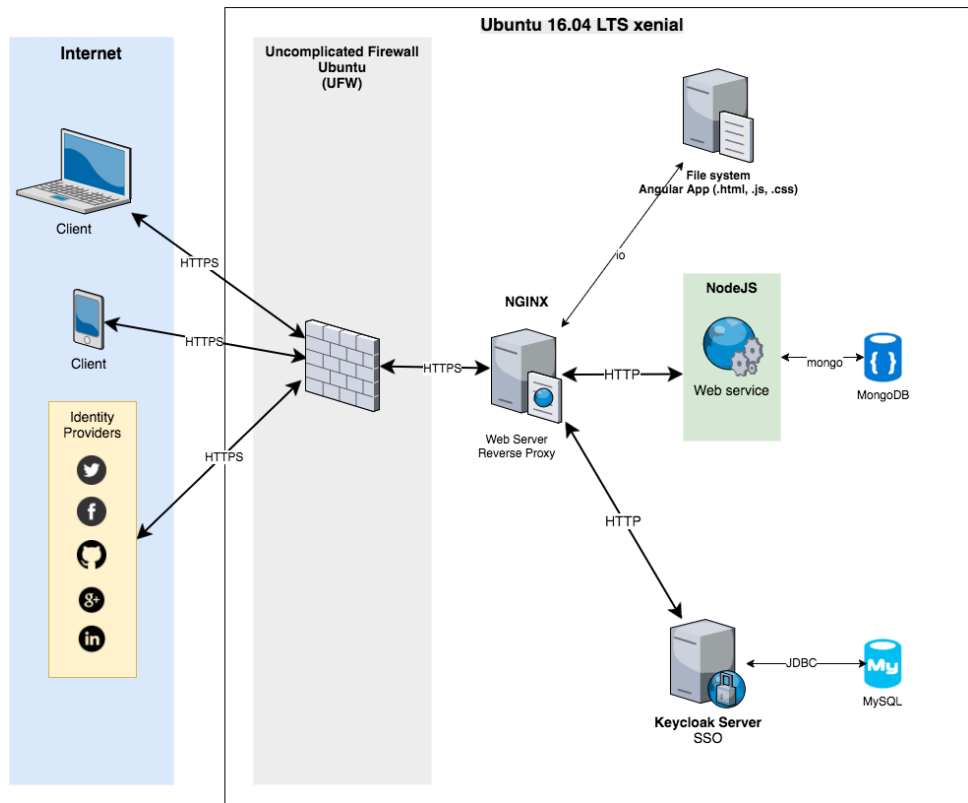 Ubuntu 16.04 LTS xenial
Internet
Uncomplicated Firewall
Ubuntu
(UFW)
File system
Angular App (.html, .js, .css)
Client
HTTPS
io
NGINX
NodeJS
Client
HTTPS
HTTPS
HTTP
Web service
mongo
MongoDB
Identity
Providers
HTTPS
Web Server
Reverse Proxy
f
HTTP
g+
in
Keycloak Server
SSO
JDBC
My
MySQL